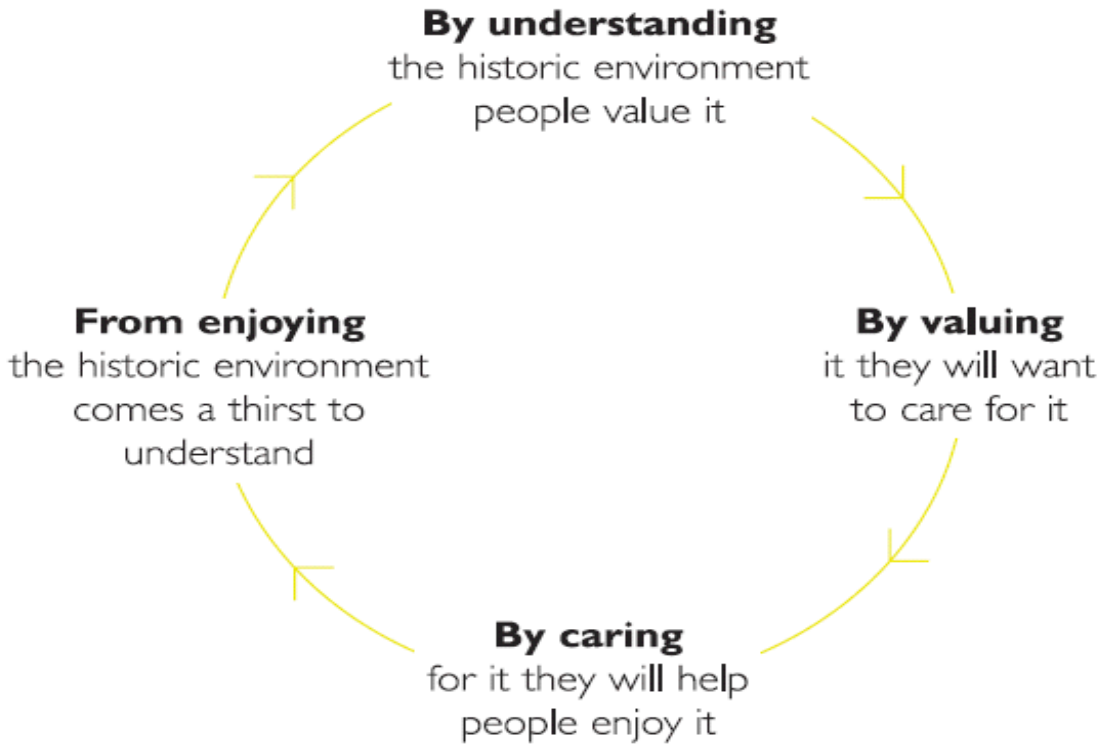 By understanding
the historic environment
people value it
By valuing
it they will want
to care for it
By caring
for it they will help
people enjoy it
From enjoying
the historic environment
comes a thirst to
understand